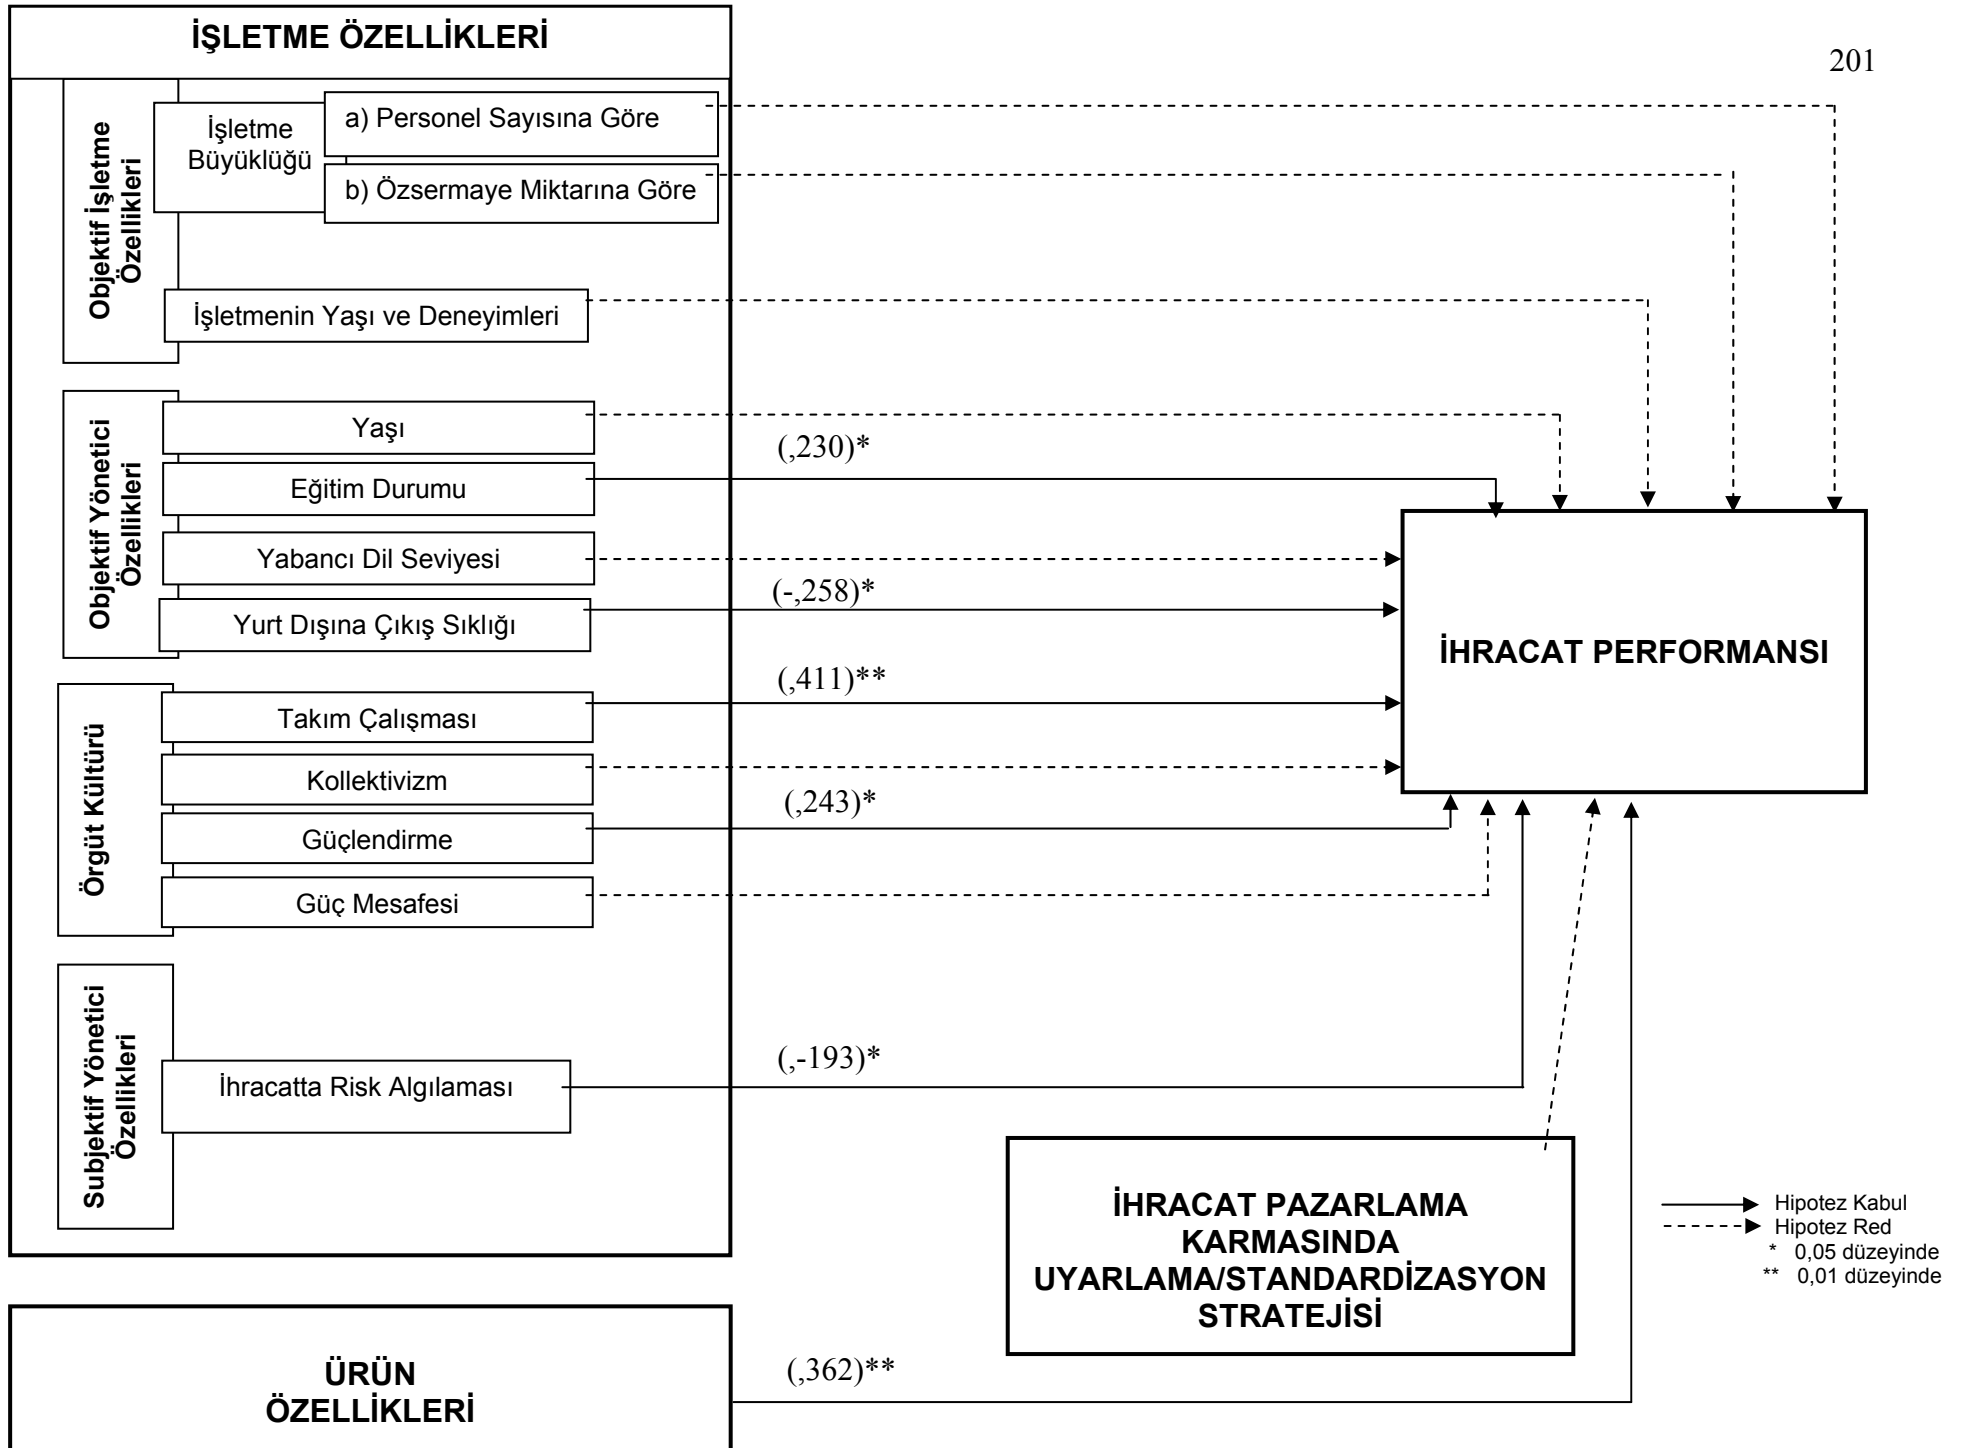 201
İŞLETME ÖZELLİKLERİ
Objektif İşletme
Özellikleri
İşletme
Büyüklüğü
a) Personel Sayısına Göre
b) Özsermaye Miktarına Göre
İşletmenin Yaşı ve Deneyimleri
Objektif Yönetici
Özellikleri
Yaşı
(,230)*
Eğitim Durumu
Yabancı Dil Seviyesi
(-,258)*
Yurt Dışına Çıkış Sıklığı
İHRACAT PERFORMANSI
Örgüt Kültürü
(,411)**
Takım Çalışması
Kollektivizm
(,243)*
Güçlendirme
Güç Mesafesi
Subjektif Yönetici
Özellikleri
(,-193)*
İhracatta Risk Algılaması
İHRACAT PAZARLAMA
KARMASINDA
UYARLAMA/STANDARDİZASYON
STRATEJİSİ
Hipotez Kabul
Hipotez Red
* 0,05 düzeyinde
** 0,01 düzeyinde
(,362)**
ÜRÜN
ÖZELLİKLERİ